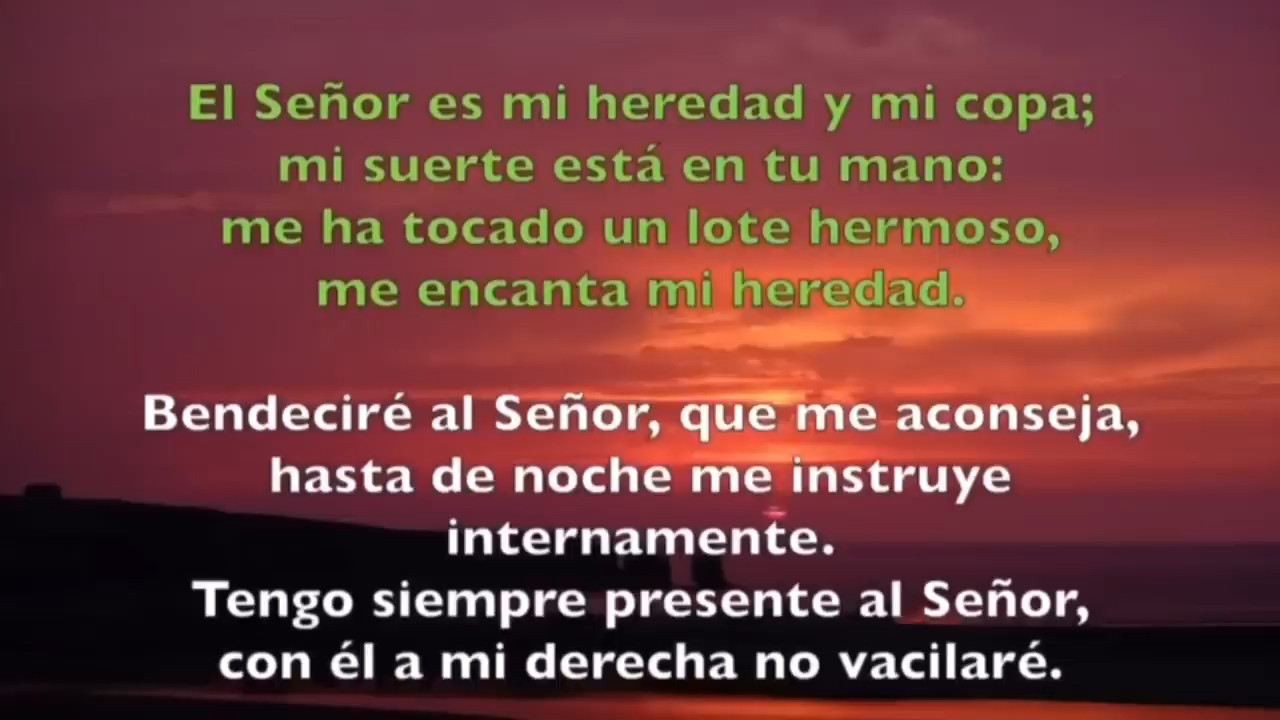 El Señor es mi heredad y mi copa;
mi suerte está en tu mano:
me ha tocado un lote hermoso,
me encanta mi heredad.
Bendeciré al Señor, que me aconseja,
hasta de noche me instruye
internamente.
Tengo siempre presente al Señor,
con él a mi derecha no vacilaré.